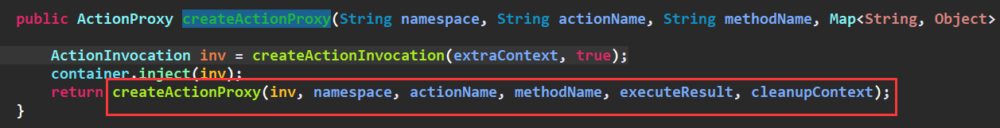 public ActionProxy createActionProxy(String namespace, String actionName, String methodName, Map<String, Object>
ActionInvocation inv = createActionInvocation(extraContext, true);
container.inject(inv);
return createActionProxy(inv, namespace, actionName, methodName, executeResult, cleanupContext);
}